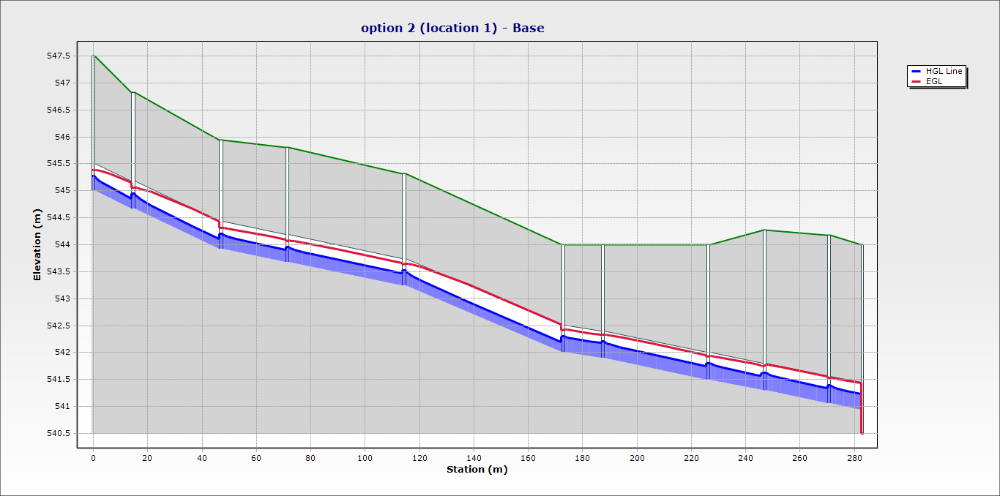 option 2 (location 1) - Base
HGL Line
EGL
547.5
547
546.5
546
545.5
545
544.5
544
543.5
543
542.5
542
541.5
541
540.5
Elevation (m)
0 20 40 60 80 100 120 140 160 180 200 220 240 260 280
Station (m)